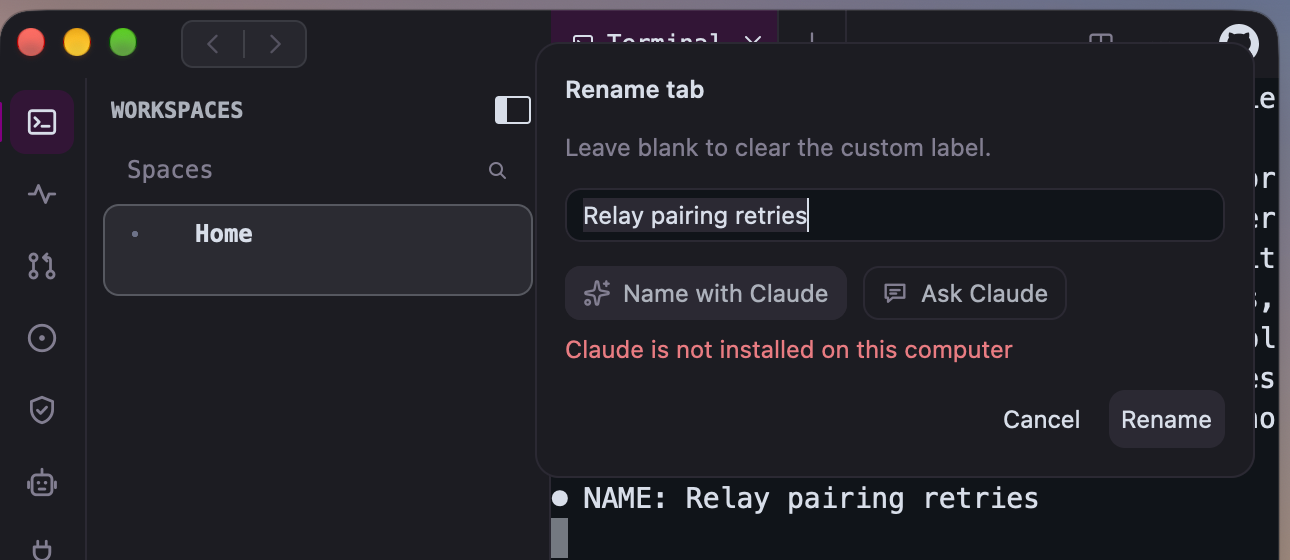 Terminal
WORKSPACES
Spaces
Home
Rename tab
Leave blank to clear the custom label.
Relay pairing retries
Name with Claude
Ask Claude
Claude is not installed on this computer
Cancel
Rename
NAME: Relay pairing retries